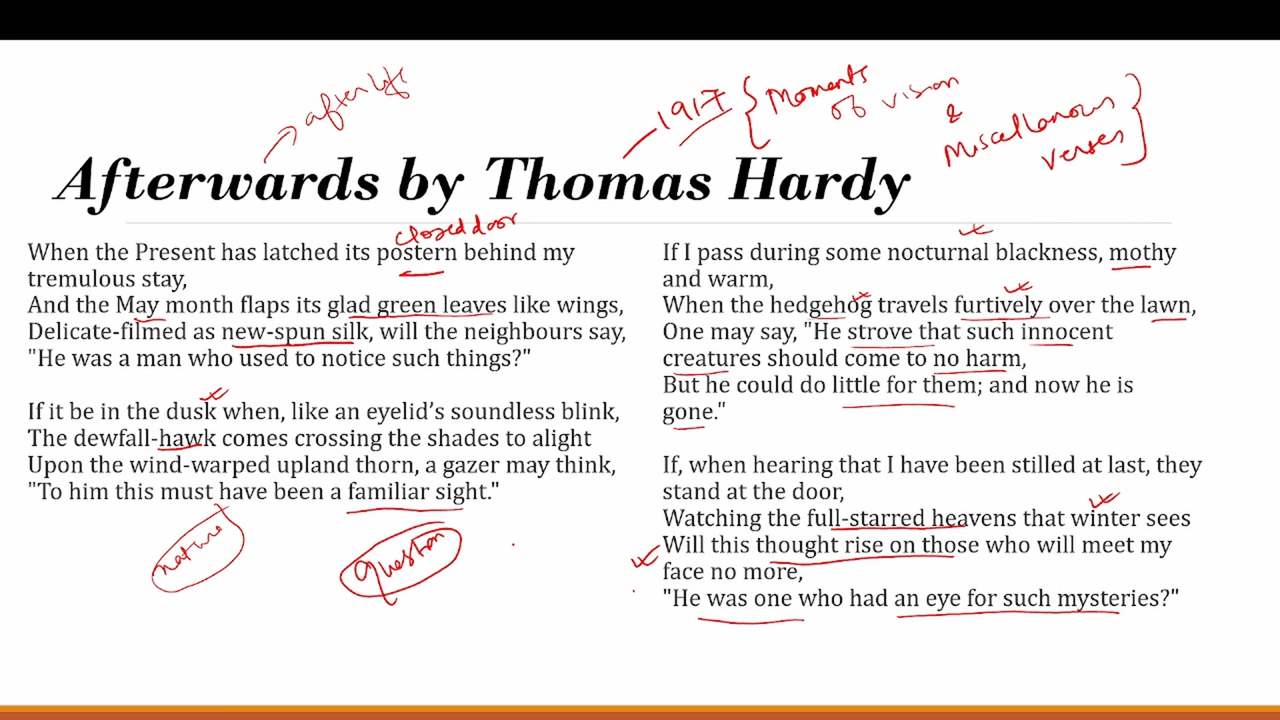 afterlife
1917 { Moments
of vision
&
Miscellanous
verses }
Afterwards by Thomas Hardy
closed door
When the Present has latched its postern behind my
tremulous stay,
And the May month flaps its glad green leaves like wings,
Delicate-filmed as new-spun silk, will the neighbours say,
"He was a man who used to notice such things?"
If it be in the dusk when, like an eyelid’s soundless blink,
The dewfall-hawk comes crossing the shades to alight
Upon the wind-warped upland thorn, a gazer may think,
"To him this must have been a familiar sight."
nature
question
If I pass during some nocturnal blackness, mothy
and warm,
When the hedgehog travels furtively over the lawn,
One may say, "He strove that such innocent
creatures should come to no harm,
But he could do little for them; and now he is
gone."
If, when hearing that I have been stilled at last, they
stand at the door,
Watching the full-starred heavens that winter sees
Will this thought rise on those who will meet my
face no more,
"He was one who had an eye for such mysteries?"